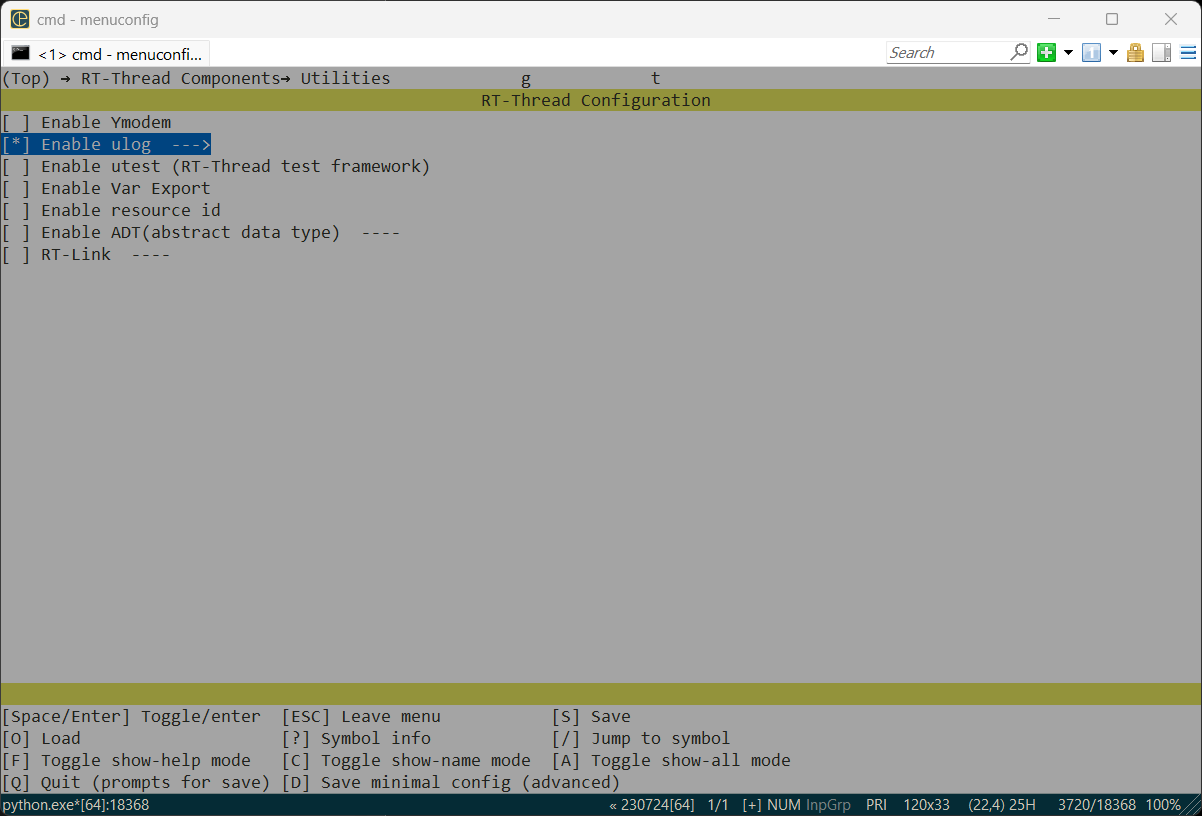 cmd - menuconfig
<1> cmd - menuconfi...
Search
(Top) → RT-Thread Components→ Utilities g t
RT-Thread Configuration
[ ] Enable Ymodem
[*] Enable ulog --->
[ ] Enable utest (RT-Thread test framework)
[ ] Enable Var Export
[ ] Enable resource id
[ ] Enable ADT(abstract data type) ----
[ ] RT-Link ----
[Space/Enter] Toggle/enter [ESC] Leave menu [S] Save
[O] Load [?] Symbol info [/] Jump to symbol
[F] Toggle show-help mode [C] Toggle show-name mode [A] Toggle show-all mode
[Q] Quit (prompts for save) [D] Save minimal config (advanced)
python.exe*[64]:18368 « 230724[64] 1/1 [+] NUM InpGrp PRI 120x33 (22,4) 25H 3720/18368 100%